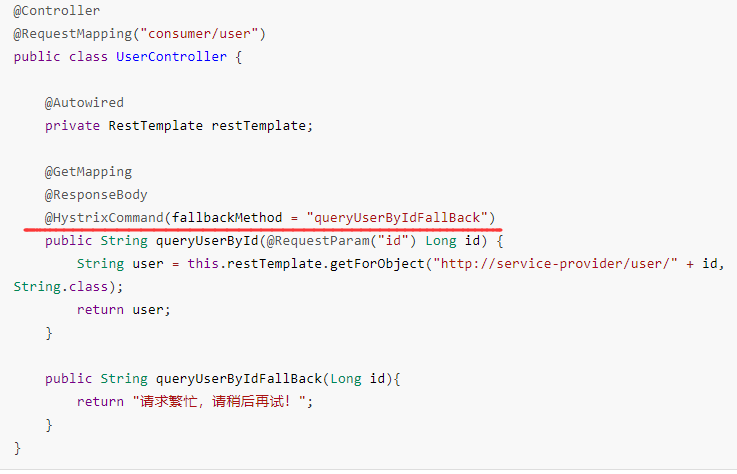 @Controller
@RequestMapping("consumer/user")
public class UserController {
@Autowired
private RestTemplate restTemplate;
@GetMapping
@ResponseBody
@HystrixCommand(fallbackMethod = "queryUserByIdFallBack")
public String queryUserById(@RequestParam("id") Long id) {
String user = this.restTemplate.getForObject("http://service-provider/user/" + id,
String.class);
return user;
}
public String queryUserByIdFallBack(Long id){
return "请求繁忙，请稍后再试！";
}
}